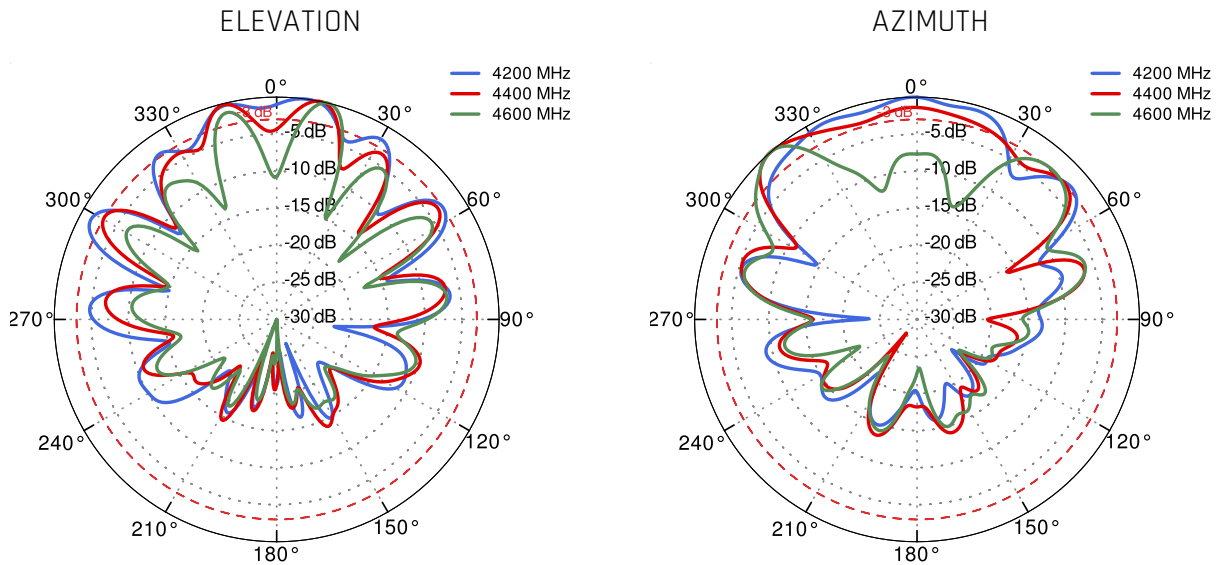 ELEVATION
4200 MHz
4400 MHz
4600 MHz
0°
30°
60°
90°
120°
150°
180°
210°
240°
270°
300°
330°
-3 dB
-5 dB
-10 dB
-15 dB
-20 dB
-25 dB
-30 dB
AZIMUTH
4200 MHz
4400 MHz
4600 MHz
0°
30°
60°
90°
120°
150°
180°
210°
240°
270°
300°
330°
-3 dB
-5 dB
-10 dB
-15 dB
-20 dB
-25 dB
-30 dB